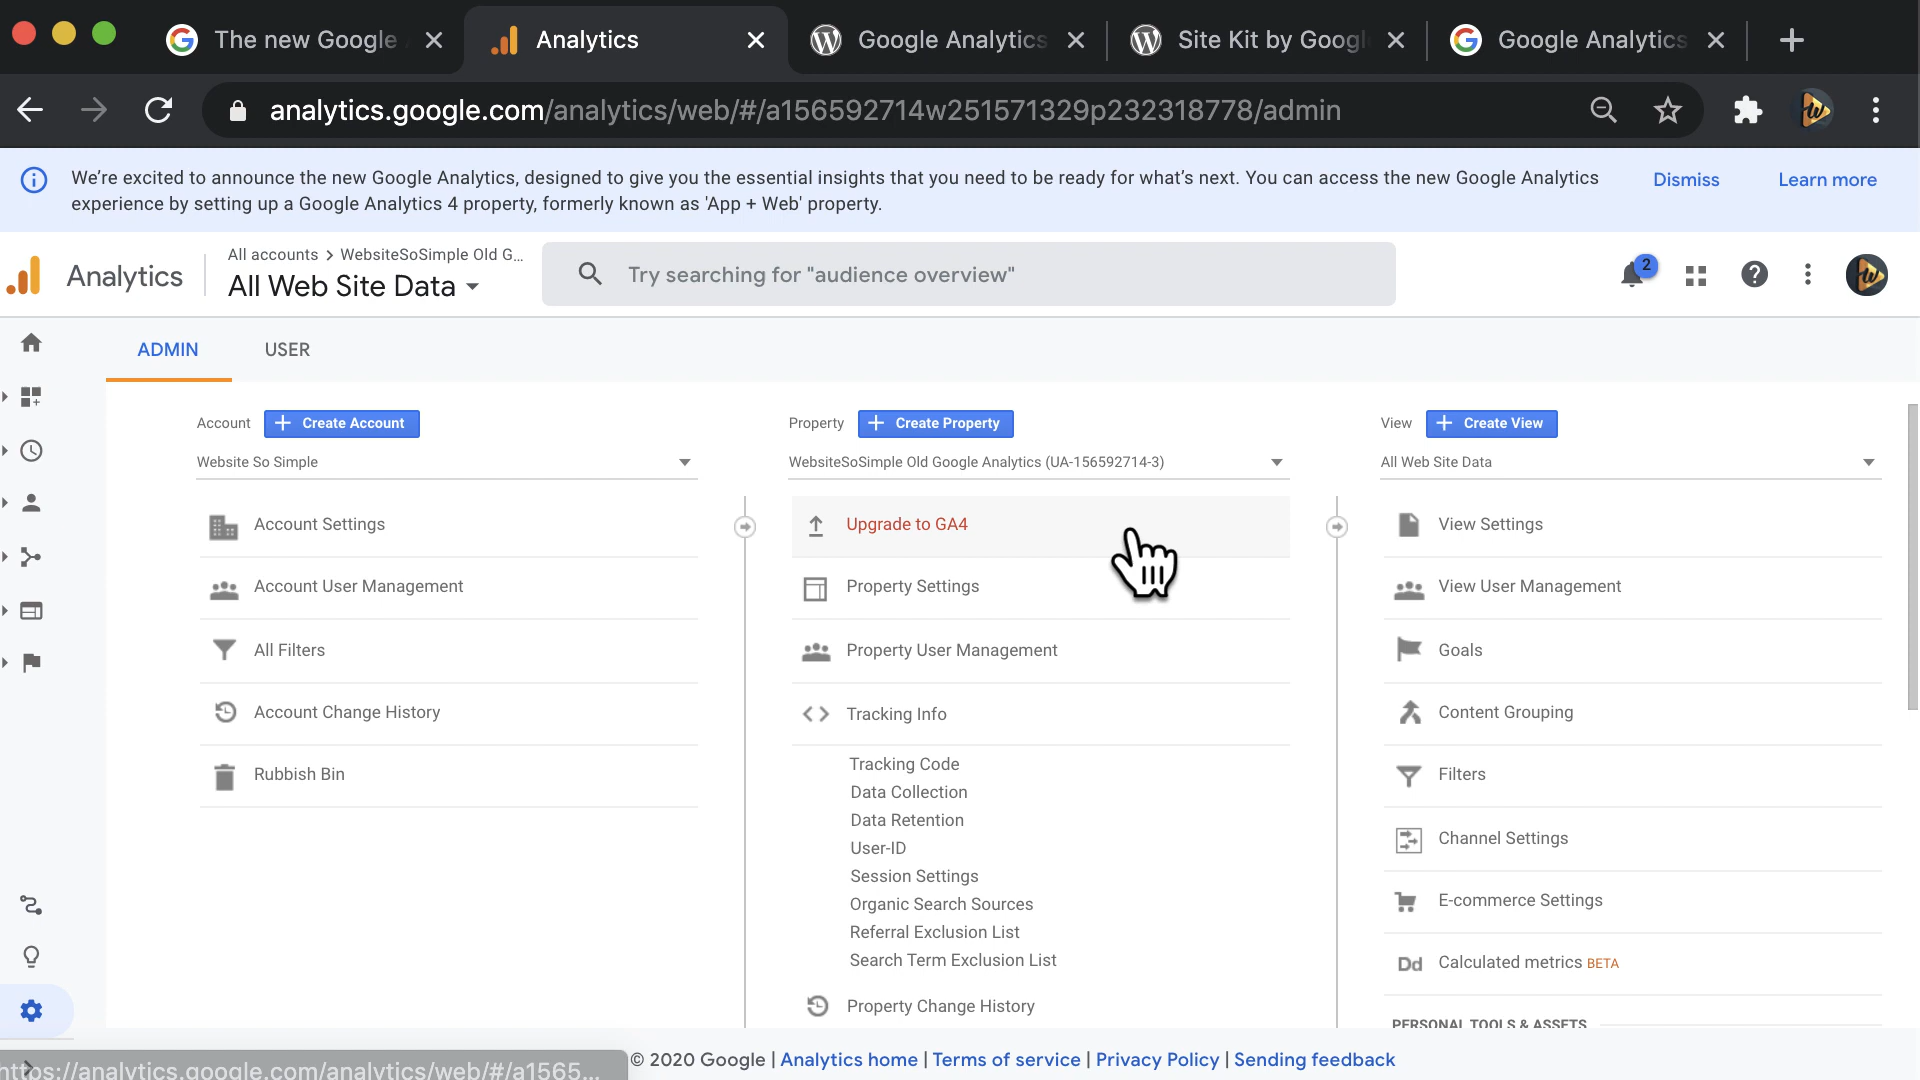 The new Google
Analytics
Google Analytics
Site Kit by Googl
Google Analytics
analytics.google.com/analytics/web/#/a156592714w251571329p232318778/admin
We're excited to announce the new Google Analytics, designed to give you the essential insights that you need to be ready for what's next. You can access the new Google Analytics
experience by setting up a Google Analytics 4 property, formerly known as 'App + Web' property.
Dismiss
Learn more
Analytics
All accounts > WebsiteSoSimple Old G...
All Web Site Data
Try searching for "audience overview"
2
ADMIN
USER
Account
+ Create Account
Website So Simple
Account Settings
Account User Management
All Filters
Account Change History
Rubbish Bin
Property
+ Create Property
WebsiteSoSimple Old Google Analytics (UA-156592714-3)
Upgrade to GA4
Property Settings
Property User Management
Tracking Info
Tracking Code
Data Collection
Data Retention
User-ID
Session Settings
Organic Search Sources
Referral Exclusion List
Search Term Exclusion List
Property Change History
View
+ Create View
All Web Site Data
View Settings
View User Management
Goals
Content Grouping
Filters
Channel Settings
E-commerce Settings
Dd Calculated metrics BETA
PERSONAL TOOLS & ASSETS
© 2020 Google | Analytics home | Terms of service | Privacy Policy | Sending feedback
https://analytics.google.com/analytics/web/#/a1565...